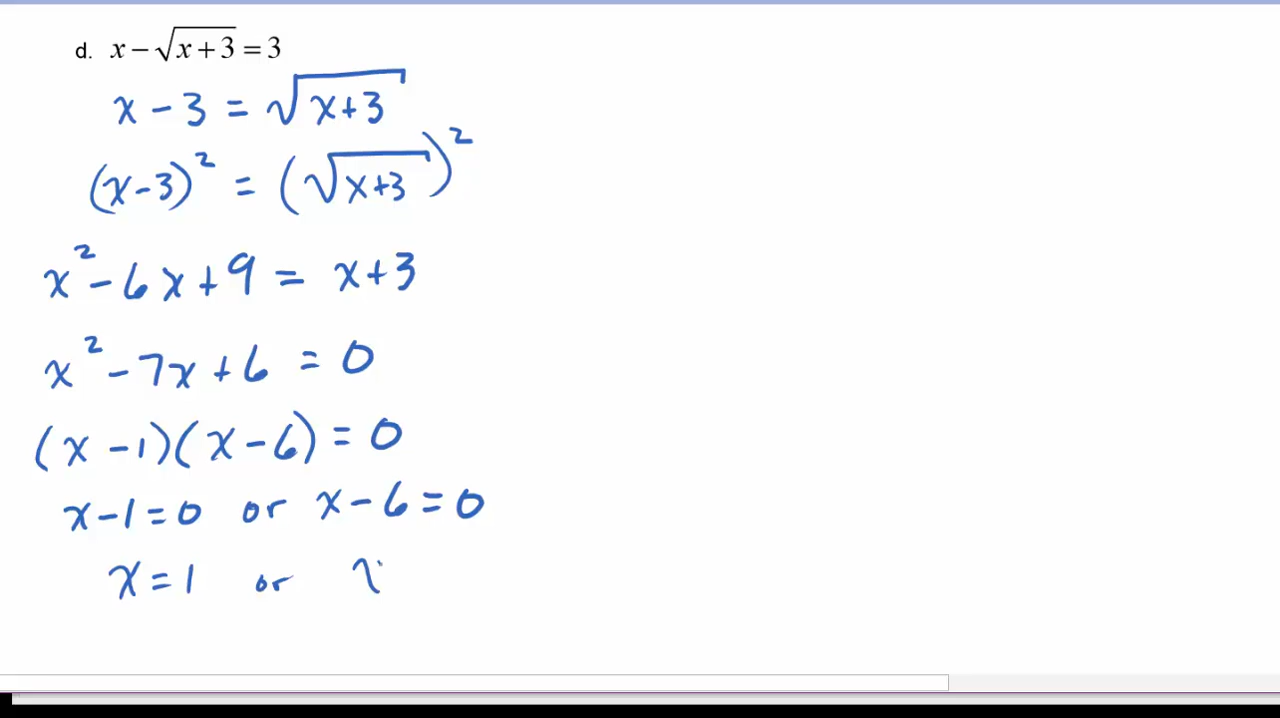 d. x − √x + 3 = 3
x − 3 = √x+3
(x−3)² = (√x+3)²
x² − 6x + 9 = x+3
x² − 7x + 6 = 0
(x − 1)(x − 6) = 0
x − 1 = 0 or x − 6 = 0
x = 1 or